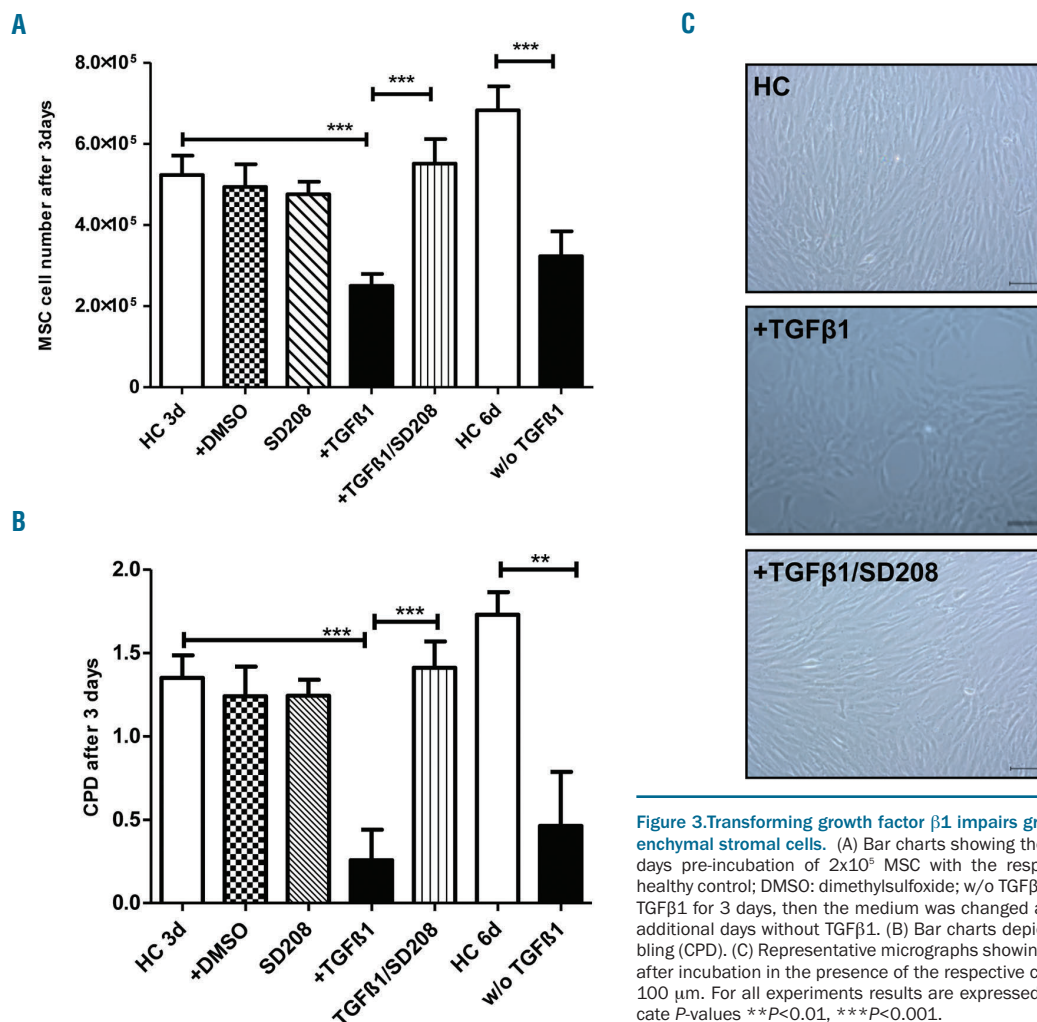 A
MSC cell number after 3days
8.0×10⁵
6.0×10⁵
4.0×10⁵
2.0×10⁵
0
***
***
***
HC 3d
+DMSO
SD208
+TGFß1
+TGFß1/SD208
HC 6d
w/o TGFß1
B
CPD after 3 days
2.0
1.5
1.0
0.5
0.0
***
***
**
HC 3d
+DMSO
SD208
+TGFß1
TGFß1/SD208
HC 6d
w/o TGFß1
C
HC
+TGFβ1
+TGFβ1/SD208
Figure 3.Transforming growth factor β1 impairs gr
enchymal stromal cells. (A) Bar charts showing the
days pre-incubation of 2x10⁵ MSC with the resp
healthy control; DMSO: dimethylsulfoxide; w/o TGFβ
TGFβ1 for 3 days, then the medium was changed a
additional days without TGFβ1. (B) Bar charts depic
bling (CPD). (C) Representative micrographs showin
after incubation in the presence of the respective c
100 μm. For all experiments results are expressed
cate P-values **P<0.01, ***P<0.001.